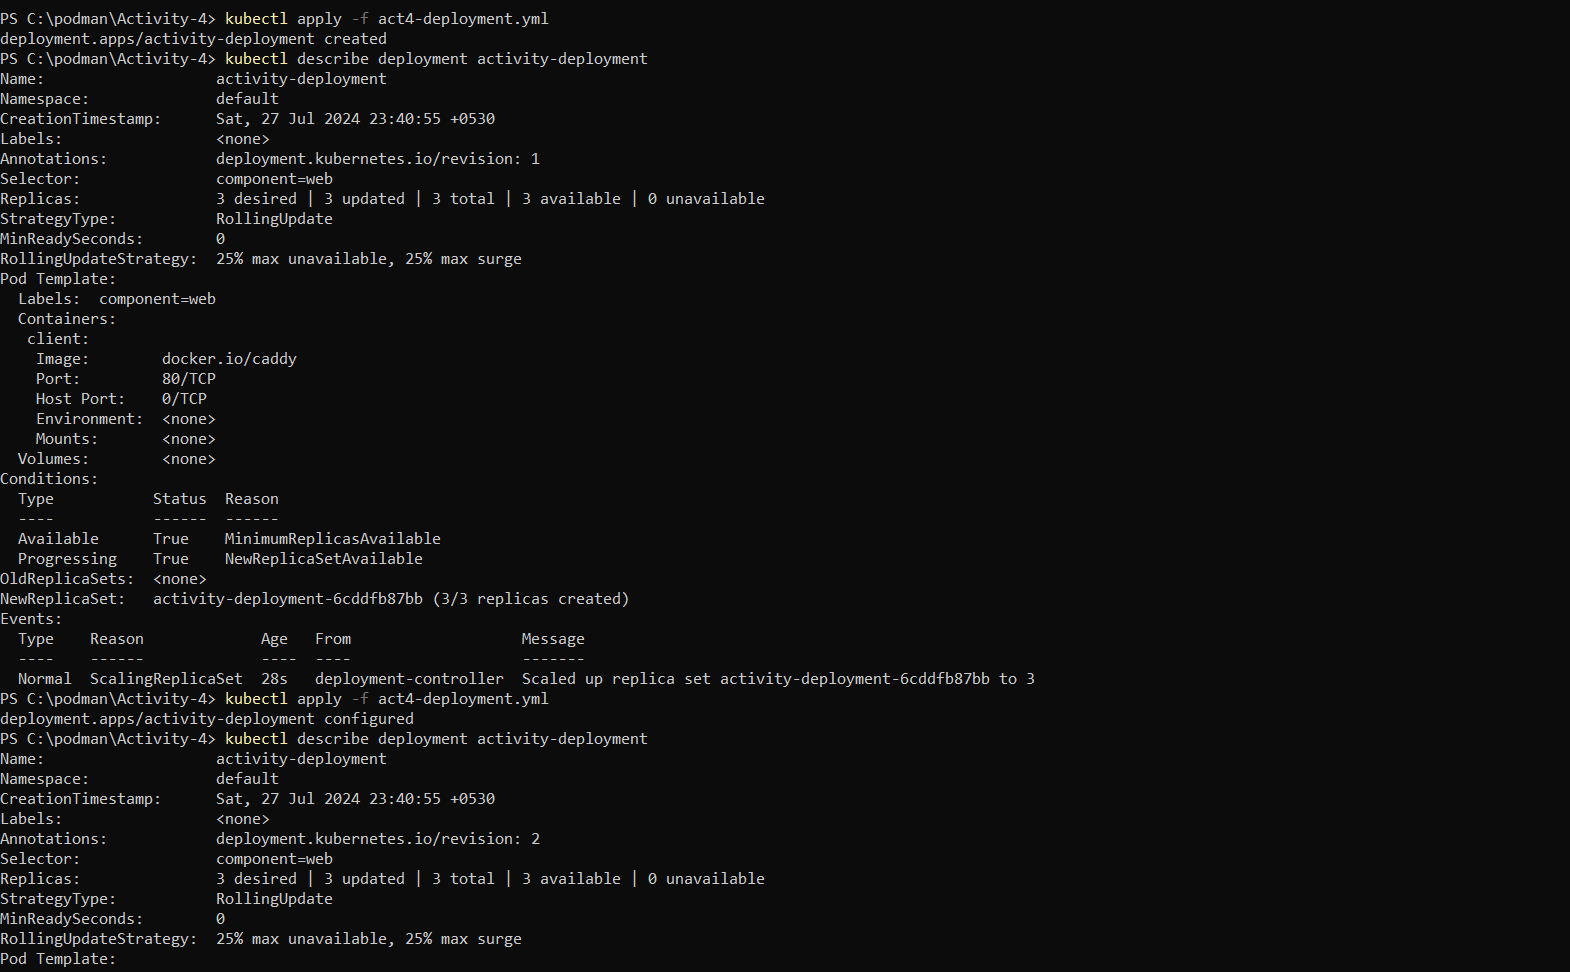 PS C:\podman\Activity-4> kubectl apply -f act4-deployment.yml
deployment.apps/activity-deployment created
PS C:\podman\Activity-4> kubectl describe deployment activity-deployment
Name:                   activity-deployment
Namespace:              default
CreationTimestamp:      Sat, 27 Jul 2024 23:40:55 +0530
Labels:                 <none>
Annotations:            deployment.kubernetes.io/revision: 1
Selector:               component=web
Replicas:               3 desired | 3 updated | 3 total | 3 available | 0 unavailable
StrategyType:           RollingUpdate
MinReadySeconds:        0
RollingUpdateStrategy:  25% max unavailable, 25% max surge
Pod Template:
  Labels:  component=web
  Containers:
   client:
    Image:        docker.io/caddy
    Port:         80/TCP
    Host Port:    0/TCP
    Environment:  <none>
    Mounts:       <none>
  Volumes:        <none>
Conditions:
  Type           Status  Reason
  ----           ------  ------
  Available      True    MinimumReplicasAvailable
  Progressing    True    NewReplicaSetAvailable
OldReplicaSets:  <none>
NewReplicaSet:   activity-deployment-6cddfb87bb (3/3 replicas created)
Events:
  Type    Reason             Age   From                   Message
  ----    ------             ----  ----                   -------
  Normal  ScalingReplicaSet  28s   deployment-controller  Scaled up replica set activity-deployment-6cddfb87bb to 3
PS C:\podman\Activity-4> kubectl apply -f act4-deployment.yml
deployment.apps/activity-deployment configured
PS C:\podman\Activity-4> kubectl describe deployment activity-deployment
Name:                   activity-deployment
Namespace:              default
CreationTimestamp:      Sat, 27 Jul 2024 23:40:55 +0530
Labels:                 <none>
Annotations:            deployment.kubernetes.io/revision: 2
Selector:               component=web
Replicas:               3 desired | 3 updated | 3 total | 3 available | 0 unavailable
StrategyType:           RollingUpdate
MinReadySeconds:        0
RollingUpdateStrategy:  25% max unavailable, 25% max surge
Pod Template: